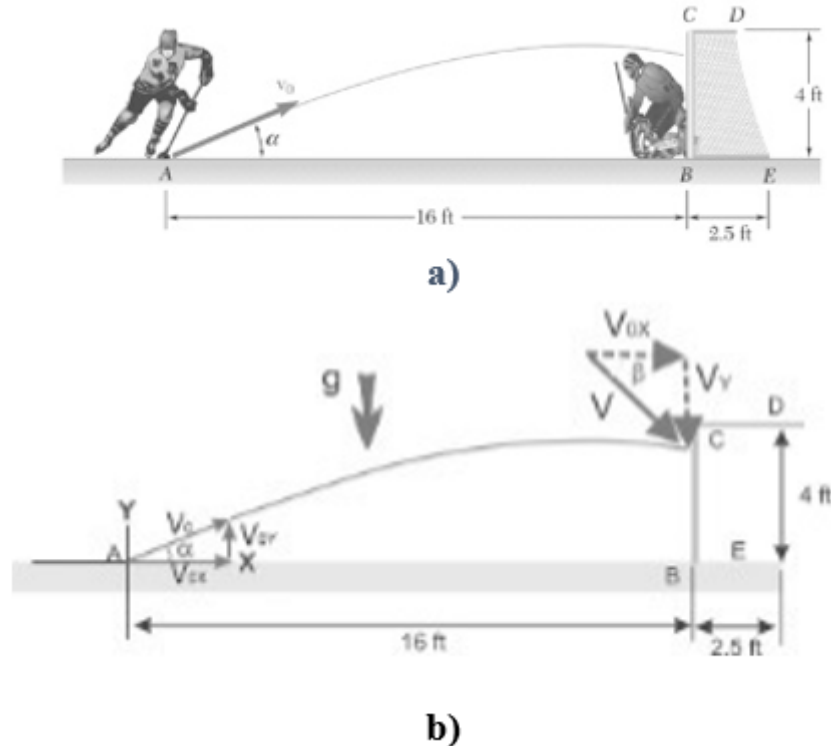 C D
v₀
4 ft
α
A B E
16 ft
2.5 ft
a)
V₀ₓ
g β V_Y
V D
C
Y
V₀ 4 ft
A α V₀Y
X E
V₀ₓ B
16 ft 2.5 ft
b)